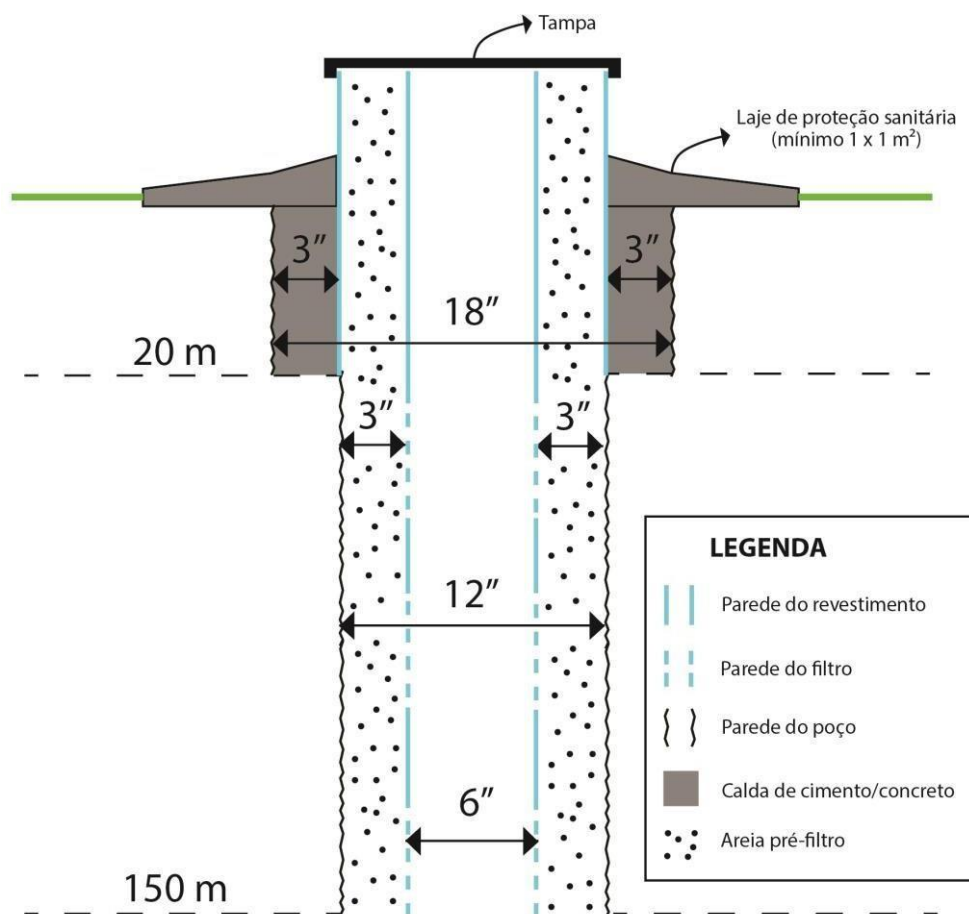 Tampa
Laje de proteção sanitária
(mínimo 1 x 1 m²)
3”
3”
18”
20 m
3”
3”
12”
6”
150 m
LEGENDA
Parede do revestimento
Parede do filtro
Parede do poço
Calda de cimento/concreto
Areia pré-filtro